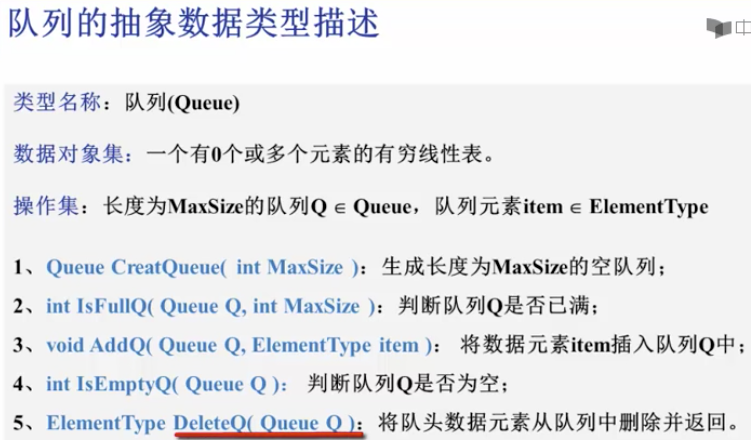 队列的抽象数据类型描述
中
类型名称：队列(Queue)
数据对象集：一个有0个或多个元素的有穷线性表。
操作集：长度为MaxSize的队列Q ∈ Queue，队列元素item ∈ ElementType
1、Queue CreatQueue( int MaxSize )：生成长度为MaxSize的空队列；
2、int IsFullQ( Queue Q, int MaxSize )：判断队列Q是否已满；
3、void AddQ( Queue Q, ElementType item )： 将数据元素item插入队列Q中；
4、int IsEmptyQ( Queue Q )： 判断队列Q是否为空；
5、ElementType DeleteQ( Queue Q )：将队头数据元素从队列中删除并返回。